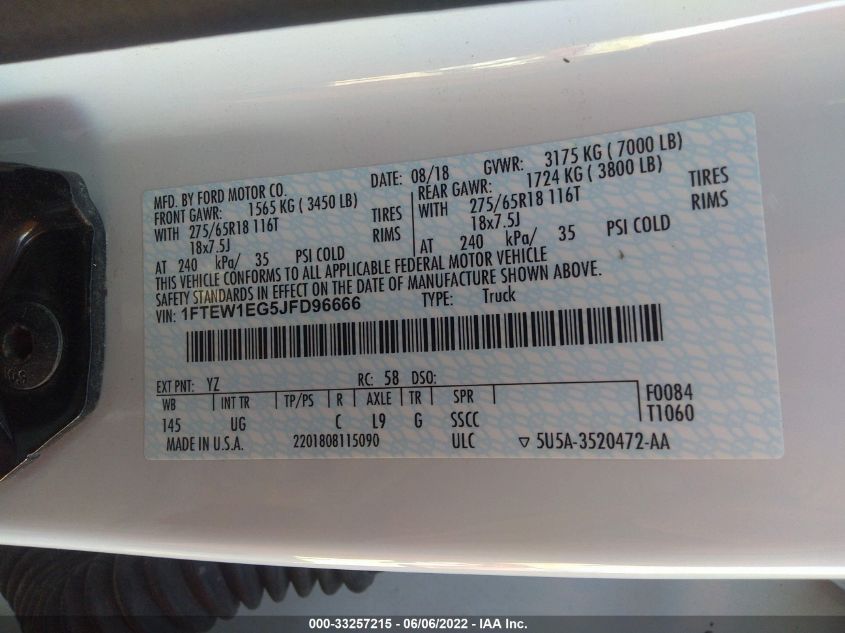 MFD. BY FORD MOTOR CO.
DATE: 08/18 GVWR: 3175 KG ( 7000 LB)
FRONT GAWR: 1565 KG ( 3450 LB)
REAR GAWR: 1724 KG ( 3800 LB)
WITH 275/65R18 116T TIRES
WITH 275/65R18 116T TIRES
18x7.5J RIMS
18x7.5J RIMS
AT 240 kPa/ 35 PSI COLD
AT 240 kPa/ 35 PSI COLD
THIS VEHICLE CONFORMS TO ALL APPLICABLE FEDERAL MOTOR VEHICLE
SAFETY STANDARDS IN EFFECT ON THE DATE OF MANUFACTURE SHOWN ABOVE.
VIN: 1FTEW1EG5JFD96666 TYPE: Truck
EXT PNT: YZ RC: 58 DSO:
WB INT TR TP/PS R AXLE TR SPR
F0084
145 UG C L9 G SSCC
T1060
MADE IN U.S.A. 2201808115090 ULC ▽ 5U5A-3520472-AA
000-33257215 - 06/06/2022 - IAA Inc.